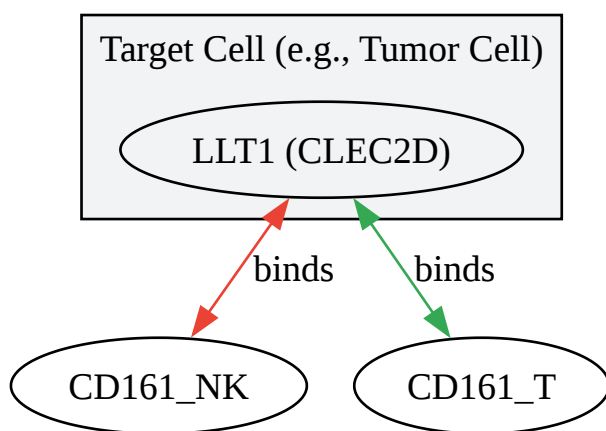 Target Cell (e.g., Tumor Cell)
LLT1 (CLEC2D)
binds binds
CD161_NK CD161_T